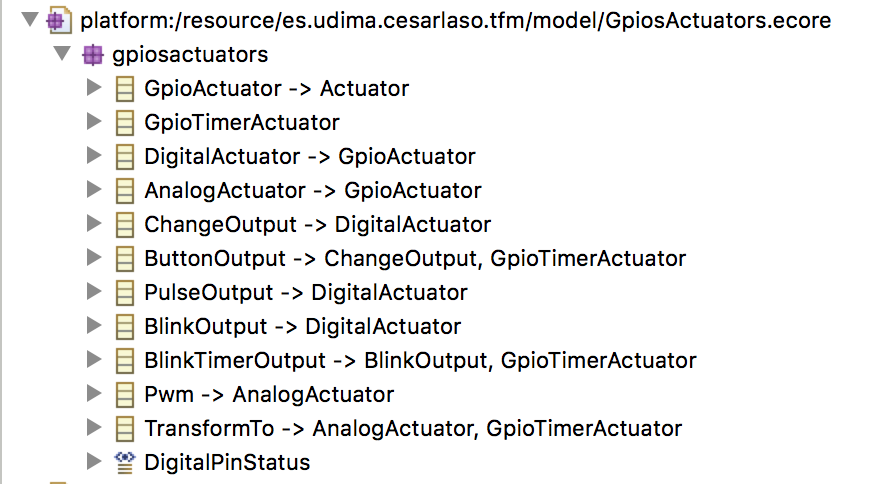 platform:/resource/es.udima.cesarlaso.tfm/model/GpiosActuators.ecore
gpiosactuators
GpioActuator -> Actuator
GpioTimerActuator
DigitalActuator -> GpioActuator
AnalogActuator -> GpioActuator
ChangeOutput -> DigitalActuator
ButtonOutput -> ChangeOutput, GpioTimerActuator
PulseOutput -> DigitalActuator
BlinkOutput -> DigitalActuator
BlinkTimerOutput -> BlinkOutput, GpioTimerActuator
Pwm -> AnalogActuator
TransformTo -> AnalogActuator, GpioTimerActuator
DigitalPinStatus